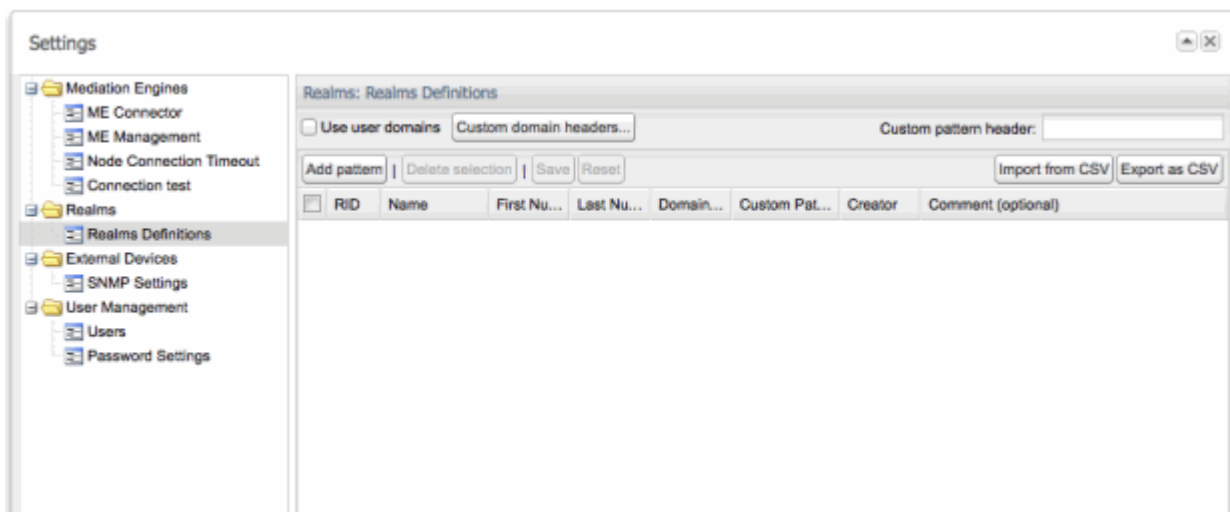 Settings
Mediation Engines
ME Connector
ME Management
Node Connection Timeout
Connection test
Realms
Realms Definitions
External Devices
SNMP Settings
User Management
Users
Password Settings
Realms: Realms Definitions
Use user domains Custom domain headers... Custom pattern header:
Add pattern | Delete selection | Save Reset Import from CSV Export as CSV
RID Name First Nu... Last Nu... Domain... Custom Pat... Creator Comment (optional)